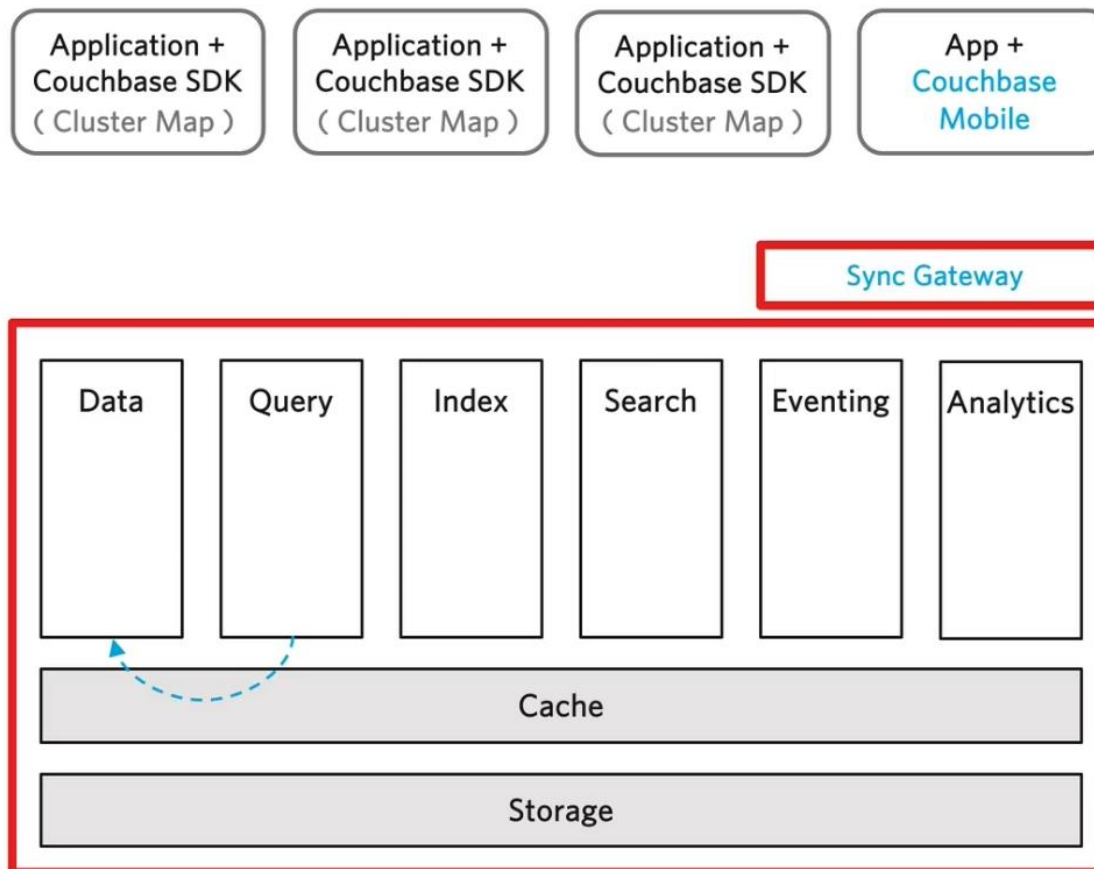 Application +
Couchbase SDK
( Cluster Map )
Application +
Couchbase SDK
( Cluster Map )
Application +
Couchbase SDK
( Cluster Map )
App +
Couchbase
Mobile
Sync Gateway
Data
Query
Index
Search
Eventing
Analytics
Cache
Storage